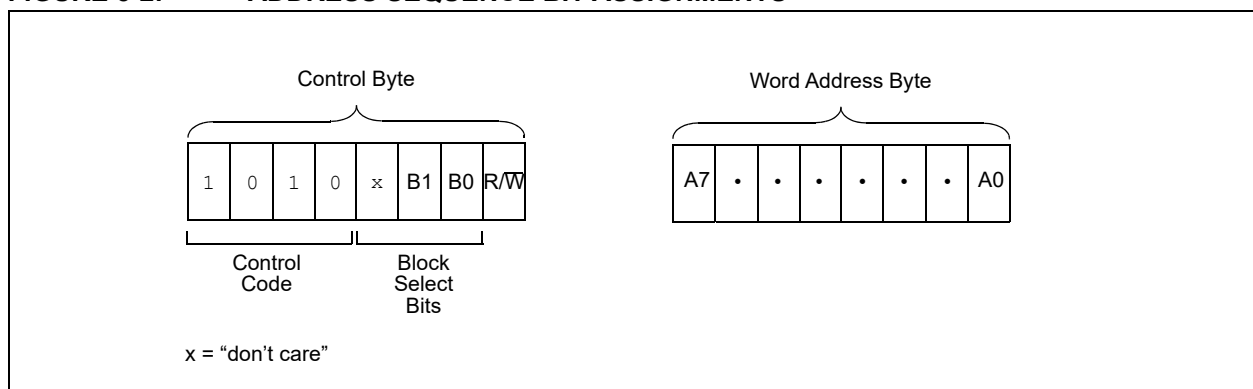 Control Byte
Word Address Byte
1 0 1 0 x B1 B0 R/W̅
A7 • • • • • • A0
Control
Code
Block
Select
Bits
x = “don’t care”